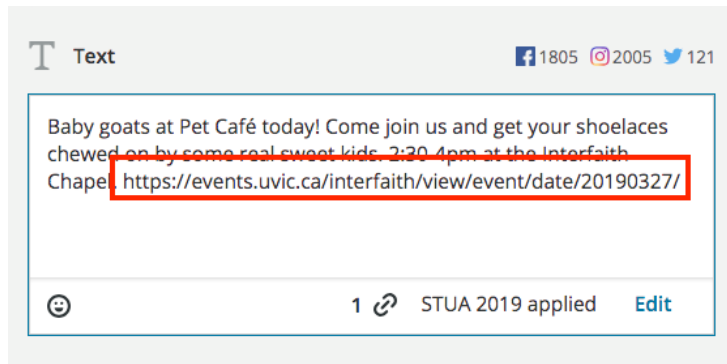 Text
1805 2005 121
Baby goats at Pet Café today! Come join us and get your shoelaces
chewed on by some real sweet kids. 2:30-4pm at the Interfaith
Chapel. https://events.uvic.ca/interfaith/view/event/date/20190327/
1 STUA 2019 applied Edit